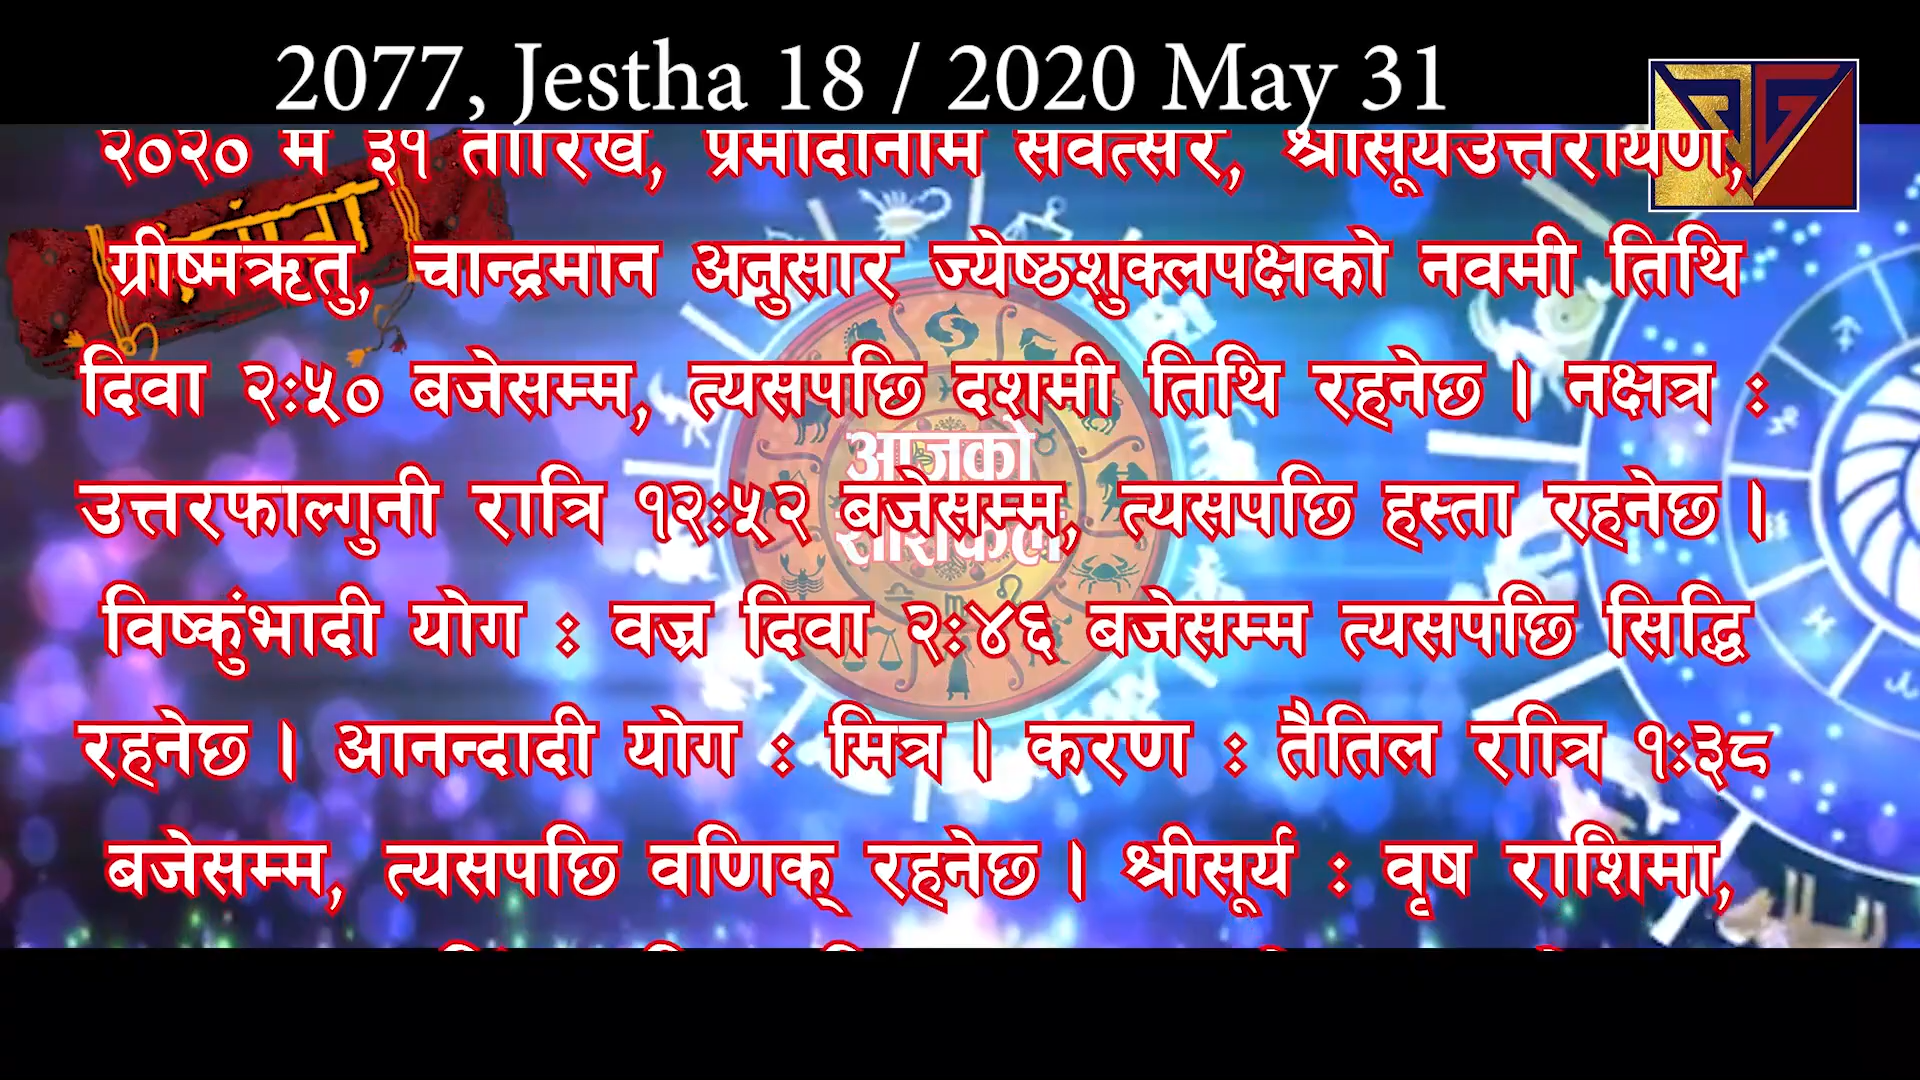 2077, Jestha 18 / 2020 May 31
२०२० मे ३१ तारिख, प्रमादीनाम संवत्सर, श्रीसूर्यउत्तरायण,
ग्रीष्मऋतु, चान्द्रमान अनुसार ज्येष्ठशुक्लपक्षको नवमी तिथि
दिवा २:५० बजेसम्म, त्यसपछि दशमी तिथि रहनेछ । नक्षत्र :
आजको
उत्तरफाल्गुनी रात्रि १२:५२ बजेसम्म, त्यसपछि हस्ता रहनेछ ।
राशिफल
विष्कुंभादी योग : वज्र दिवा २:४६ बजेसम्म त्यसपछि सिद्धि
रहनेछ । आनन्दादी योग : मित्र । करण : तैतिल रात्रि १:३८
बजेसम्म, त्यसपछि वणिक् रहनेछ । श्रीसूर्य : वृष राशिमा,